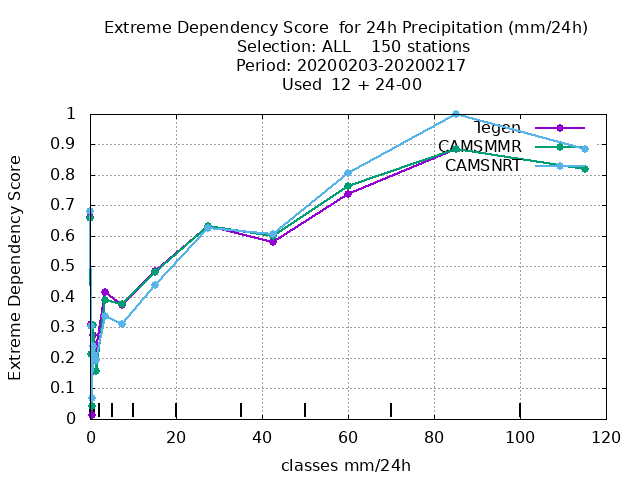 Extreme Dependency Score  for 24h Precipitation (mm/24h)
Selection: ALL    150 stations
Period: 20200203-20200217
Used  12 + 24-00
Extreme Dependency Score
1
0.9
0.8
0.7
0.6
0.5
0.4
0.3
0.2
0.1
0
Tegen
CAMSMMR
CAMSNRT
0 20 40 60 80 100 120
classes mm/24h